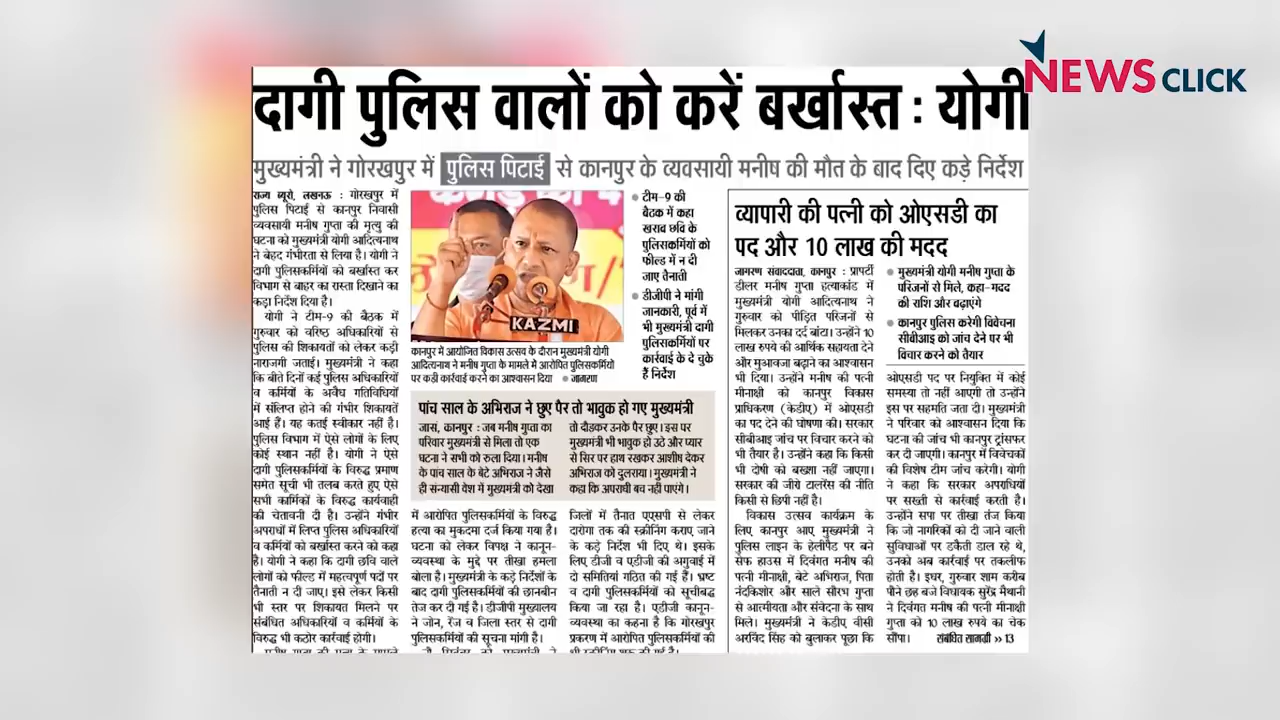 NEWS CLICK
दागी पुलिस वालों को करें बर्खास्त : योगी
मुख्यमंत्री ने गोरखपुर में पुलिस पिटाई से कानपुर के व्यवसायी मनीष की मौत के बाद दिए कड़े निर्देश
राज्य ब्यूरो, लखनऊ : गोरखपुर में
पुलिस पिटाई से कानपुर निवासी
व्यवसायी मनीष गुप्ता की मृत्यु की
घटना को मुख्यमंत्री योगी आदित्यनाथ
ने बेहद गंभीरता से लिया है। योगी ने
दागी पुलिसकर्मियों को बर्खास्त कर
विभाग से बाहर का रास्ता दिखाने का
कड़ा निर्देश दिया है।
योगी ने टीम-9 की बैठक में
गुरुवार को वरिष्ठ अधिकारियों से
पुलिस की शिकायतों को लेकर कड़ी
नाराजगी जताई। मुख्यमंत्री ने कहा
कि बीते दिनों कई पुलिस अधिकारियों
व कर्मियों के अवैध गतिविधियों
में संलिप्त होने की गंभीर शिकायतें
आई हैं। यह कतई स्वीकार नहीं है।
पुलिस विभाग में ऐसे लोगों के लिए
कोई स्थान नहीं है। योगी ने ऐसे
दागी पुलिसकर्मियों के विरुद्ध प्रमाण
समेत सूची भी तलब करते हुए ऐसे
सभी कार्मिकों के विरुद्ध कार्यवाही
की चेतावनी दी है। उन्होंने गंभीर
अपराधों में लिप्त पुलिस अधिकारियों
व कर्मियों को बर्खास्त करने को कहा
है। योगी ने कहा कि दागी छवि वाले
लोगों को फील्ड में महत्वपूर्ण पदों पर
तैनाती न दी जाए। इसे लेकर किसी
भी स्तर पर शिकायत मिलने पर
संबंधित अधिकारियों व कर्मियों के
विरुद्ध भी कठोर कार्रवाई होगी।
KAZMI
कानपुर में आयोजित विकास उत्सव के दौरान मुख्यमंत्री योगी
आदित्यनाथ ने मनीष गुप्ता के मामले में आरोपित पुलिसकर्मियों
पर कड़ी कार्रवाई करने का आश्वासन दिया ● जागरण
● टीम-9 की
बैठक में कहा
खराब छवि के
पुलिसकर्मियों को
फील्ड में न दी
जाए तैनाती
● डीजीपी ने मांगी
जानकारी, पूर्व में
भी मुख्यमंत्री दागी
पुलिसकर्मियों पर
कार्रवाई के दे चुके
हैं निर्देश
पांच साल के अभिराज ने छुए पैर तो भावुक हो गए मुख्यमंत्री
जासं, कानपुर : जब मनीष गुप्ता का
परिवार मुख्यमंत्री से मिला तो एक
घटना ने सभी को रुला दिया। मनीष
के पांच साल के बेटे अभिराज ने जैसे
ही संन्यासी वेश में मुख्यमंत्री को देखा
तो दौड़कर उनके पैर छुए। इस पर
मुख्यमंत्री भी भावुक हो उठे और प्यार
से सिर पर हाथ रखकर आशीष देकर
अभिराज को दुलराया। मुख्यमंत्री ने
कहा कि अपराधी बच नहीं पाएंगे।
में आरोपित पुलिसकर्मियों के विरुद्ध
हत्या का मुकदमा दर्ज किया गया है।
घटना को लेकर विपक्ष ने कानून-
व्यवस्था के मुद्दे पर तीखा हमला
बोला है। मुख्यमंत्री के कड़े निर्देशों के
बाद दागी पुलिसकर्मियों की छानबीन
तेज कर दी गई है। डीजीपी मुख्यालय
ने जोन, रेंज व जिला स्तर से दागी
पुलिसकर्मियों की सूचना मांगी है।
जिलों में तैनात एएसपी से लेकर
दारोगा तक की स्क्रीनिंग कराए जाने
के कड़े निर्देश भी दिए थे। इसके
लिए डीजी व एडीजी की अगुवाई में
दो समितियां गठित की गई हैं। भ्रष्ट
व दागी पुलिसकर्मियों को सूचीबद्ध
किया जा रहा है। एडीजी कानून-
व्यवस्था का कहना है कि गोरखपुर
प्रकरण में आरोपित पुलिसकर्मियों की
व्यापारी की पत्नी को ओएसडी का
पद और 10 लाख की मदद
जागरण संवाददाता, कानपुर : प्रापर्टी
डीलर मनीष गुप्ता हत्याकांड में
मुख्यमंत्री योगी आदित्यनाथ ने
गुरुवार को पीड़ित परिजनों से
मिलकर उनका दर्द बांटा। उन्होंने 10
लाख रुपये की आर्थिक सहायता देने
और मुआवजा बढ़ाने का आश्वासन
भी दिया। उन्होंने मनीष की पत्नी
मीनाक्षी को कानपुर विकास
प्राधिकरण (केडीए) में ओएसडी
का पद देने की घोषणा की। सरकार
सीबीआइ जांच पर विचार करने को
भी तैयार है। उन्होंने कहा कि किसी
भी दोषी को बख्शा नहीं जाएगा।
सरकार की जीरो टालरेंस की नीति
किसी से छिपी नहीं है।
विकास उत्सव कार्यक्रम के
लिए कानपुर आए मुख्यमंत्री ने
पुलिस लाइन के हेलीपैड पर बने
सेफ हाउस में दिवंगत मनीष की
पत्नी मीनाक्षी, बेटे अभिराज, पिता
नंदकिशोर और साले सौरभ गुप्ता
से आत्मीयता और संवेदना के साथ
मिले। मुख्यमंत्री ने केडीए वीसी
अरविंद सिंह को बुलाकर पूछा कि
● मुख्यमंत्री योगी मनीष गुप्ता के
परिजनों से मिले, कहा-मदद
की राशि और बढ़ाएंगे
● कानपुर पुलिस करेगी विवेचना
सीबीआइ को जांच देने पर भी
विचार करने को तैयार
ओएसडी पद पर नियुक्ति में कोई
समस्या तो नहीं आएगी तो उन्होंने
इस पर सहमति जता दी। मुख्यमंत्री
ने परिवार को आश्वासन दिया कि
घटना की जांच भी कानपुर ट्रांसफर
कर दी जाएगी। कानपुर में विवेचकों
की विशेष टीम जांच करेगी। योगी
ने कहा कि सरकार अपराधियों
पर सख्ती से कार्रवाई करती है।
उन्होंने सपा पर तीखा तंज किया
कि जो नागरिकों को दी जाने वाली
सुविधाओं पर डकैती डाल रहे थे,
उनको अब कार्रवाई पर तकलीफ
होती है। इधर, गुरुवार शाम करीब
पौने छह बजे विधायक सुरेंद्र मैथानी
ने दिवंगत मनीष की पत्नी मीनाक्षी
गुप्ता को 10 लाख रुपये का चेक
सौंपा। संबंधित सामग्री >> 13